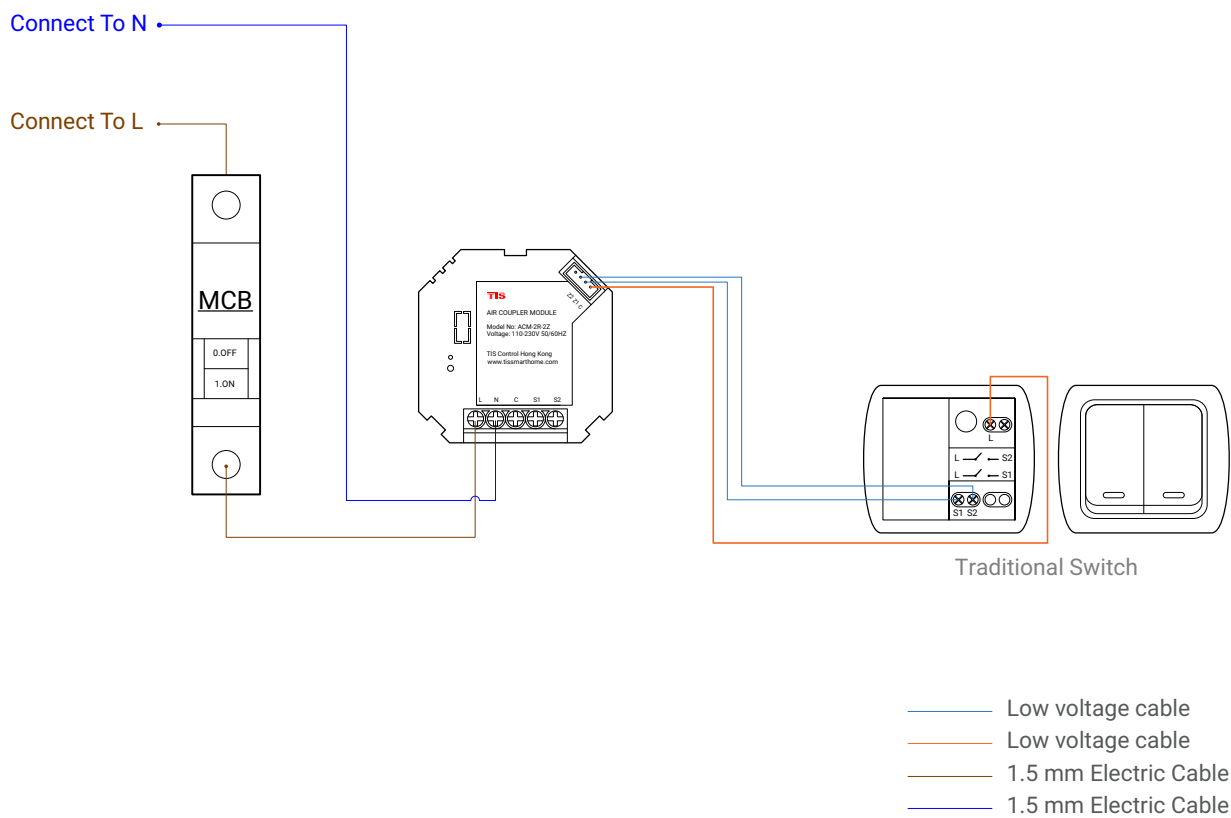 Connect To N
Connect To L
MCB
0.OFF
1.ON
TIS
AIR COUPLER MODULE
Model No: ACM-2R-2Z
Voltage: 110-230V 50/60HZ
TIS Control Hong Kong
www.tissmarthome.com
Z2 Z1 C
L N C S1 S2
L
L S2
L S1
S1 S2
Traditional Switch
Low voltage cable
Low voltage cable
1.5 mm Electric Cable
1.5 mm Electric Cable